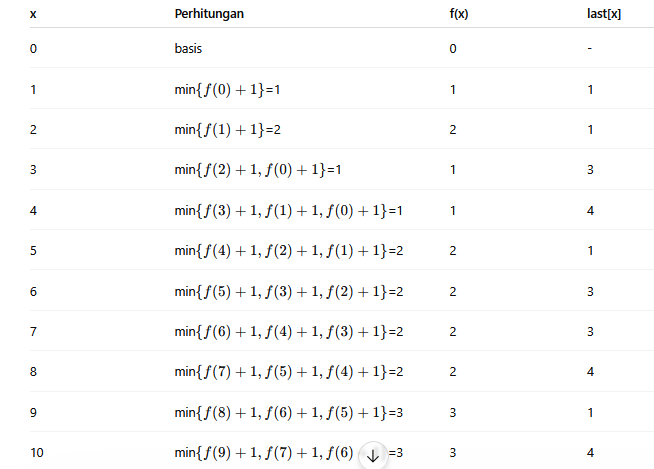 x Perhitungan f(x) last[x]
0 basis 0 -
1 min{f(0) + 1}=1 1 1
2 min{f(1) + 1}=2 2 1
3 min{f(2) + 1, f(0) + 1}=1 1 3
4 min{f(3) + 1, f(1) + 1, f(0) + 1}=1 1 4
5 min{f(4) + 1, f(2) + 1, f(1) + 1}=2 2 1
6 min{f(5) + 1, f(3) + 1, f(2) + 1}=2 2 3
7 min{f(6) + 1, f(4) + 1, f(3) + 1}=2 2 3
8 min{f(7) + 1, f(5) + 1, f(4) + 1}=2 2 4
9 min{f(8) + 1, f(6) + 1, f(5) + 1}=3 3 1
10 min{f(9) + 1, f(7) + 1, f(6) =3 3 4